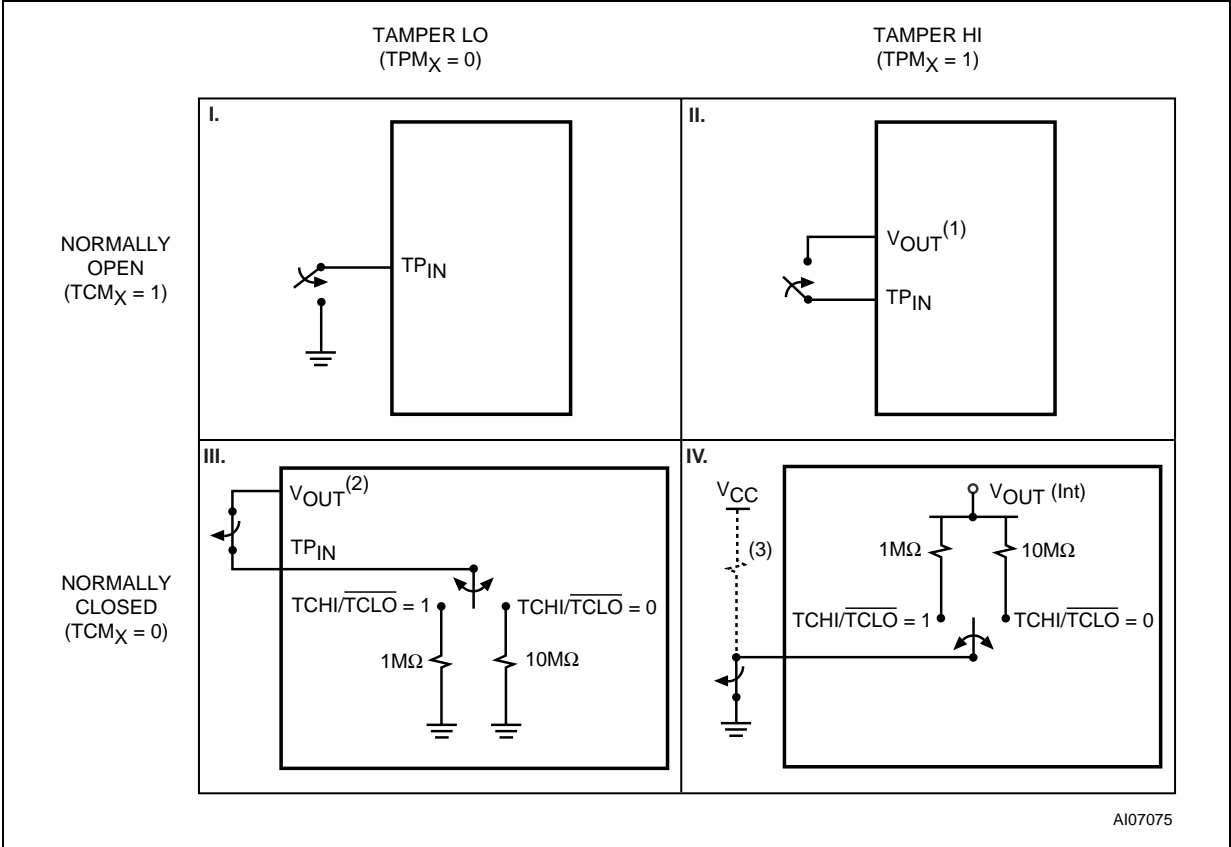 TAMPER LO
(TPMX = 0)
TAMPER HI
(TPMX = 1)
NORMALLY
OPEN
(TCMX = 1)
I.
TPIN
II.
VOUT(1)
TPIN
NORMALLY
CLOSED
(TCMX = 0)
III.
VOUT(2)
TPIN
TCHI/TCLO = 1
TCHI/TCLO = 0
1MΩ
10MΩ
IV.
VCC
(3)
VOUT (Int)
1MΩ
10MΩ
TCHI/TCLO = 1
TCHI/TCLO = 0
AI07075